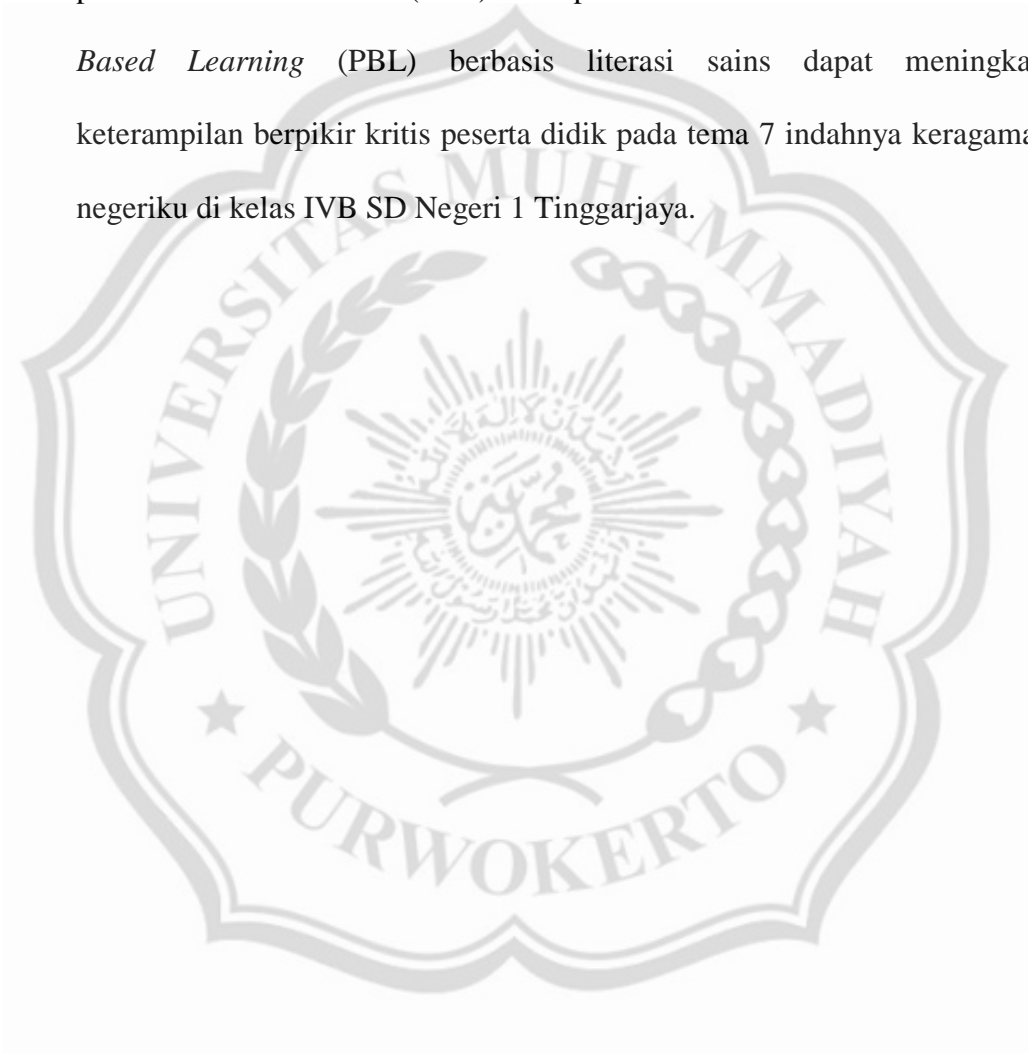 Based Learning (PBL) berbasis literasi sains dapat meningka
keterampilan berpikir kritis peserta didik pada tema 7 indahnya keragama
negeriku di kelas IVB SD Negeri 1 Tinggarjaya.
UNIVERSITAS MUHAMMADIYAH
PURWOKERTO